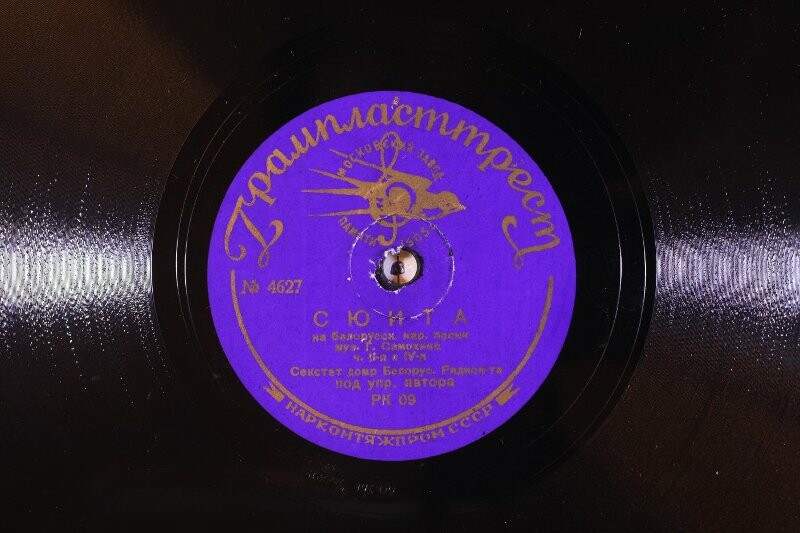 Грампласттрест
МОСКОВСКИЙ ЗАВОД
ПАМЯТИ 1905 г.
№ 4627
СЮИТА
на белорусск. нар. песни
муз. Г. Самохина
ч. II-я и IV-я
Секстет домр Белорус. Радиок-та
под упр. автора
РК 09
НАРКОМТЯЖПРОМ СССР